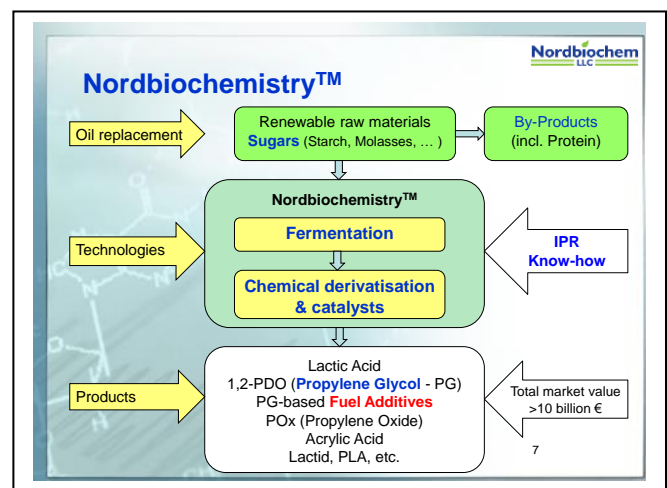 Nordbiochem
LLC
Nordbiochemistry™
Oil replacement
Renewable raw materials
Sugars (Starch, Molasses, … )
By-Products
(incl. Protein)
Nordbiochemistry™
Technologies
Fermentation
Chemical derivatisation
& catalysts
IPR
Know-how
Products
Lactic Acid
1,2-PDO (Propylene Glycol - PG)
PG-based Fuel Additives
POx (Propylene Oxide)
Acrylic Acid
Lactid, PLA, etc.
Total market value
>10 billion €
7